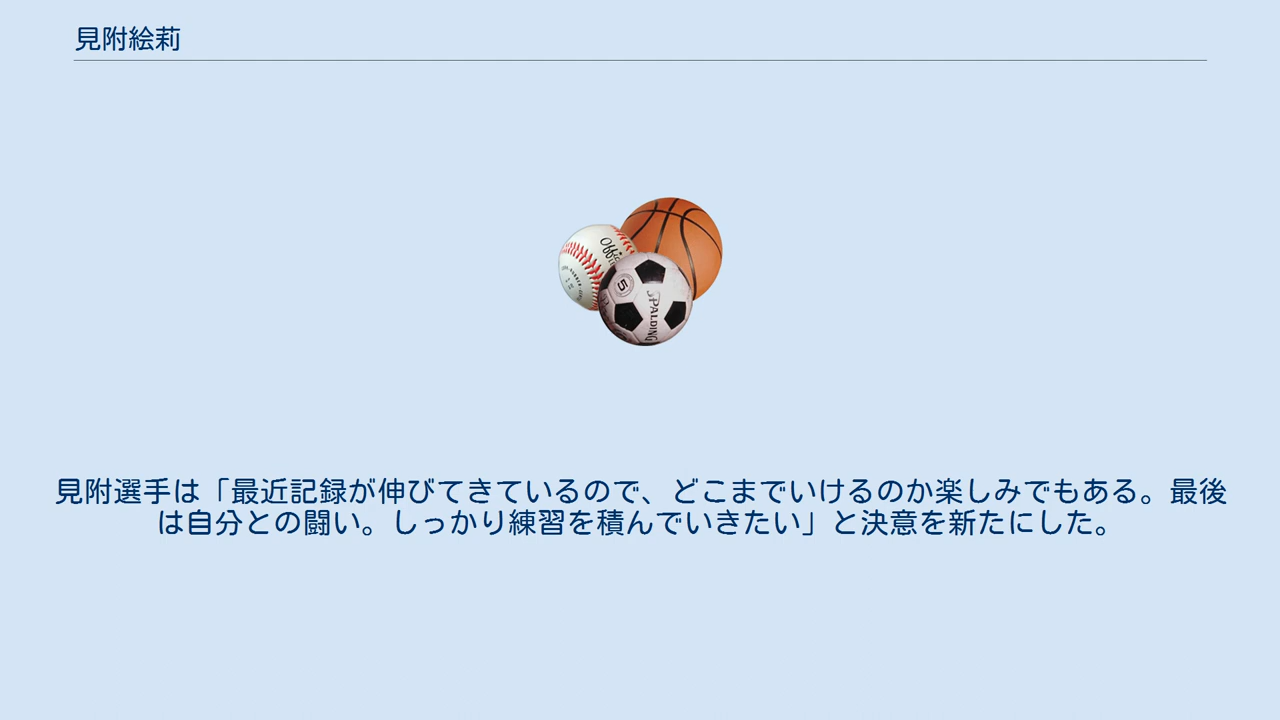 見附絵莉
Offi
5
SPALDING
見附選手は「最近記録が伸びてきているので、どこまでいけるのか楽しみでもある。最後
は自分との闘い。しっかり練習を積んでいきたい」と決意を新たにした。